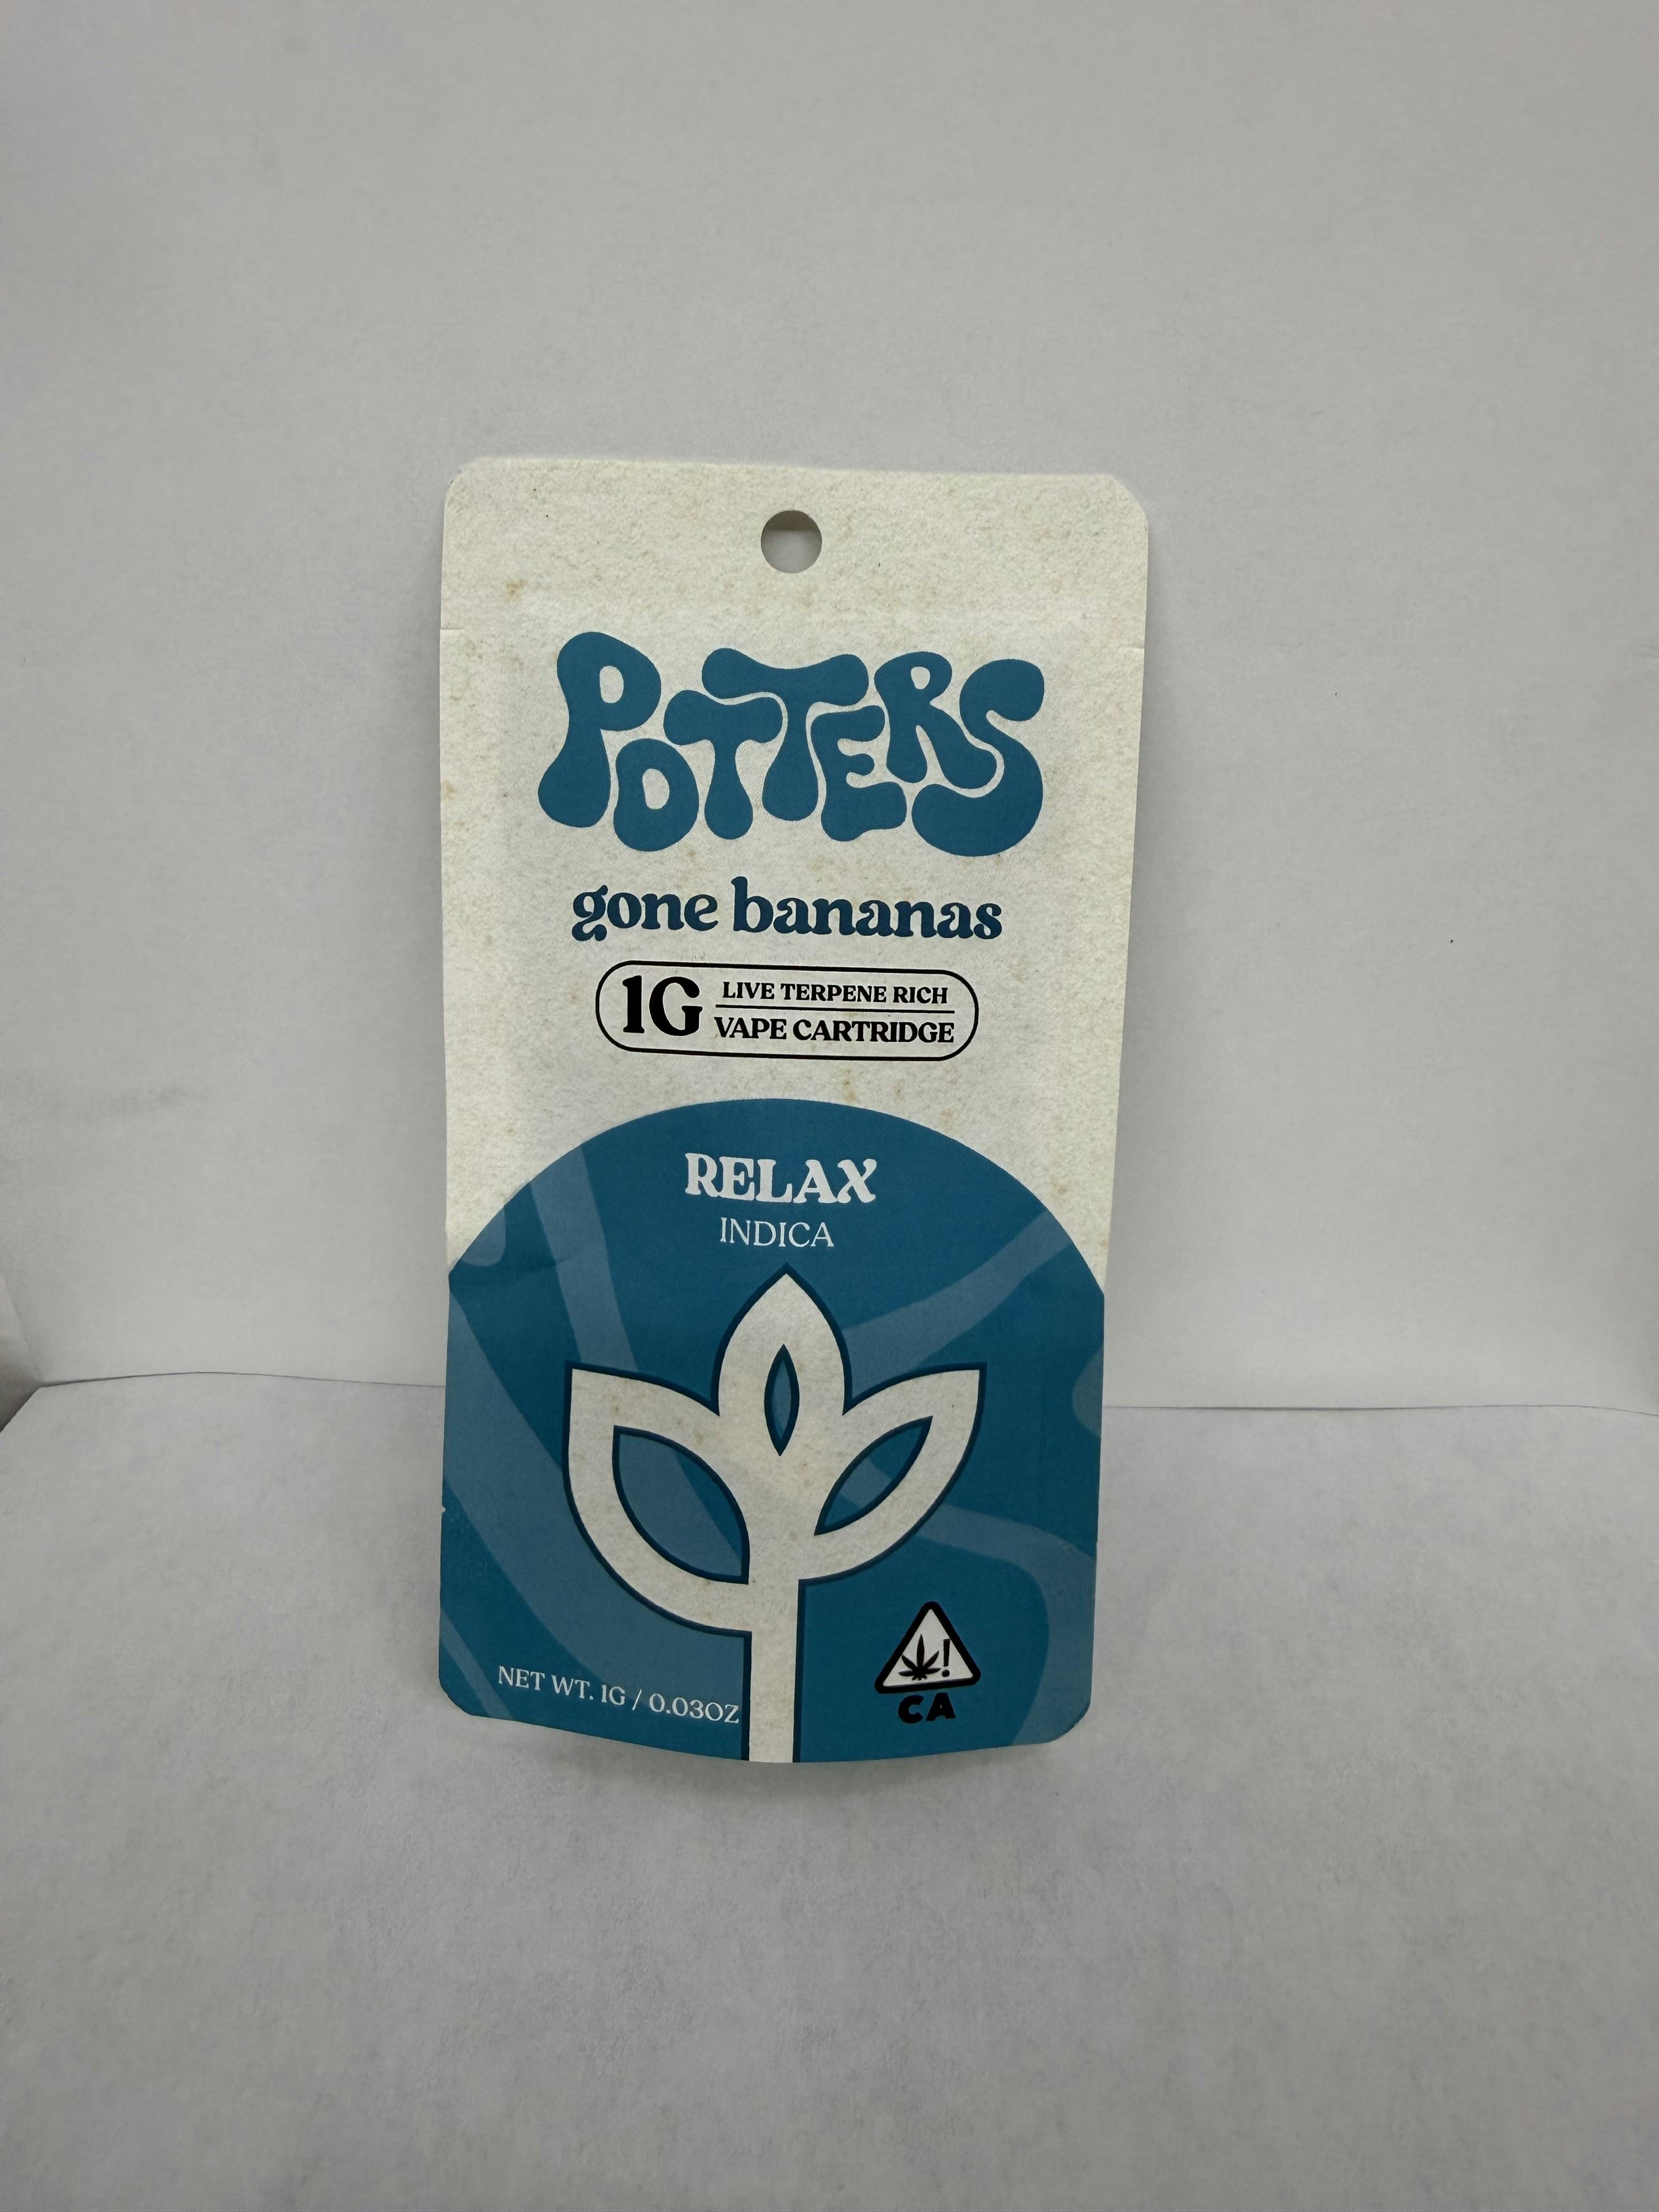 POTTERS
gone bananas
1G LIVE TERPENE RICH
VAPE CARTRIDGE
RELAX
INDICA
NET WT. 1G / 0.03OZ
!
CA